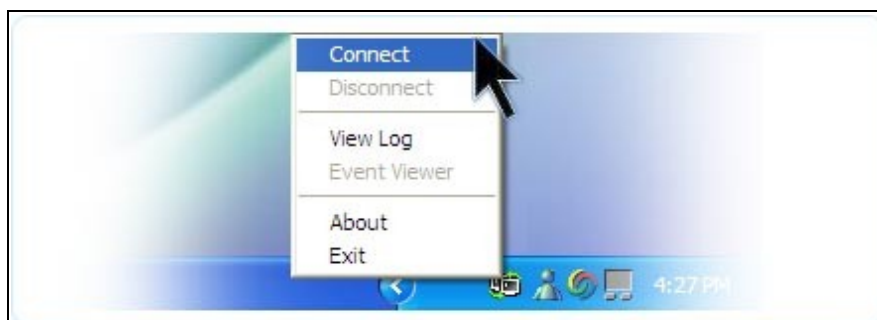 Connect
Disconnect
View Log
Event Viewer
About
Exit
4:27 PM